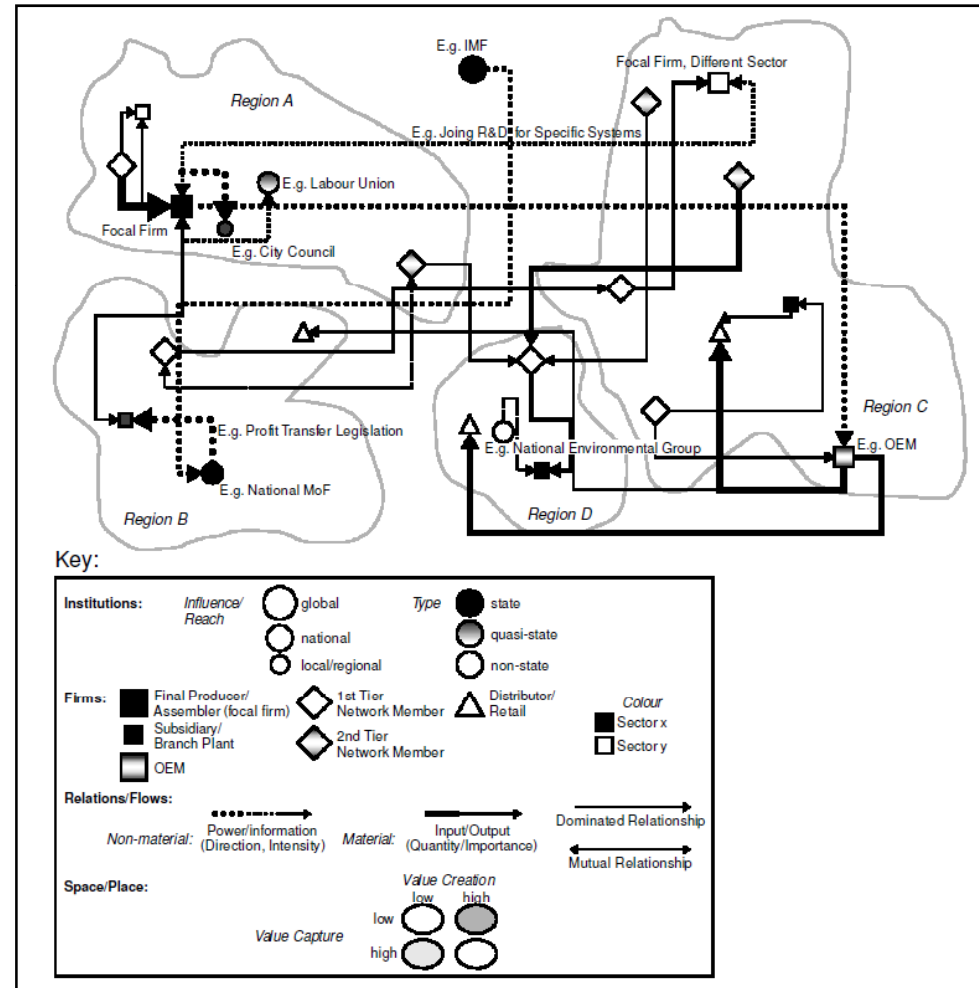 E.g. IMF
Focal Firm, Different Sector
Region A
E.g. Joing R&D for Specific Systems
E.g. Labour Union
Focal Firm
E.g. City Council
Region C
E.g. Profit Transfer Legislation
E.g. National Environmental Group
E.g. OEM
E.g. National MoF
Region B
Region D
Key:
Institutions:
Influence/
Reach
global
national
local/regional
Type
state
quasi-state
non-state
Firms:
Final Producer/
Assembler (focal firm)
Subsidiary/
Branch Plant
OEM
1st Tier
Network Member
2nd Tier
Network Member
Distributor/
Retail
Colour
Sector x
Sector y
Relations/Flows:
Non-material:
Power/information
(Direction, Intensity)
Material:
Input/Output
(Quantity/Importance)
Dominated Relationship
Mutual Relationship
Space/Place:
Value Creation
low high
Value Capture
low
high